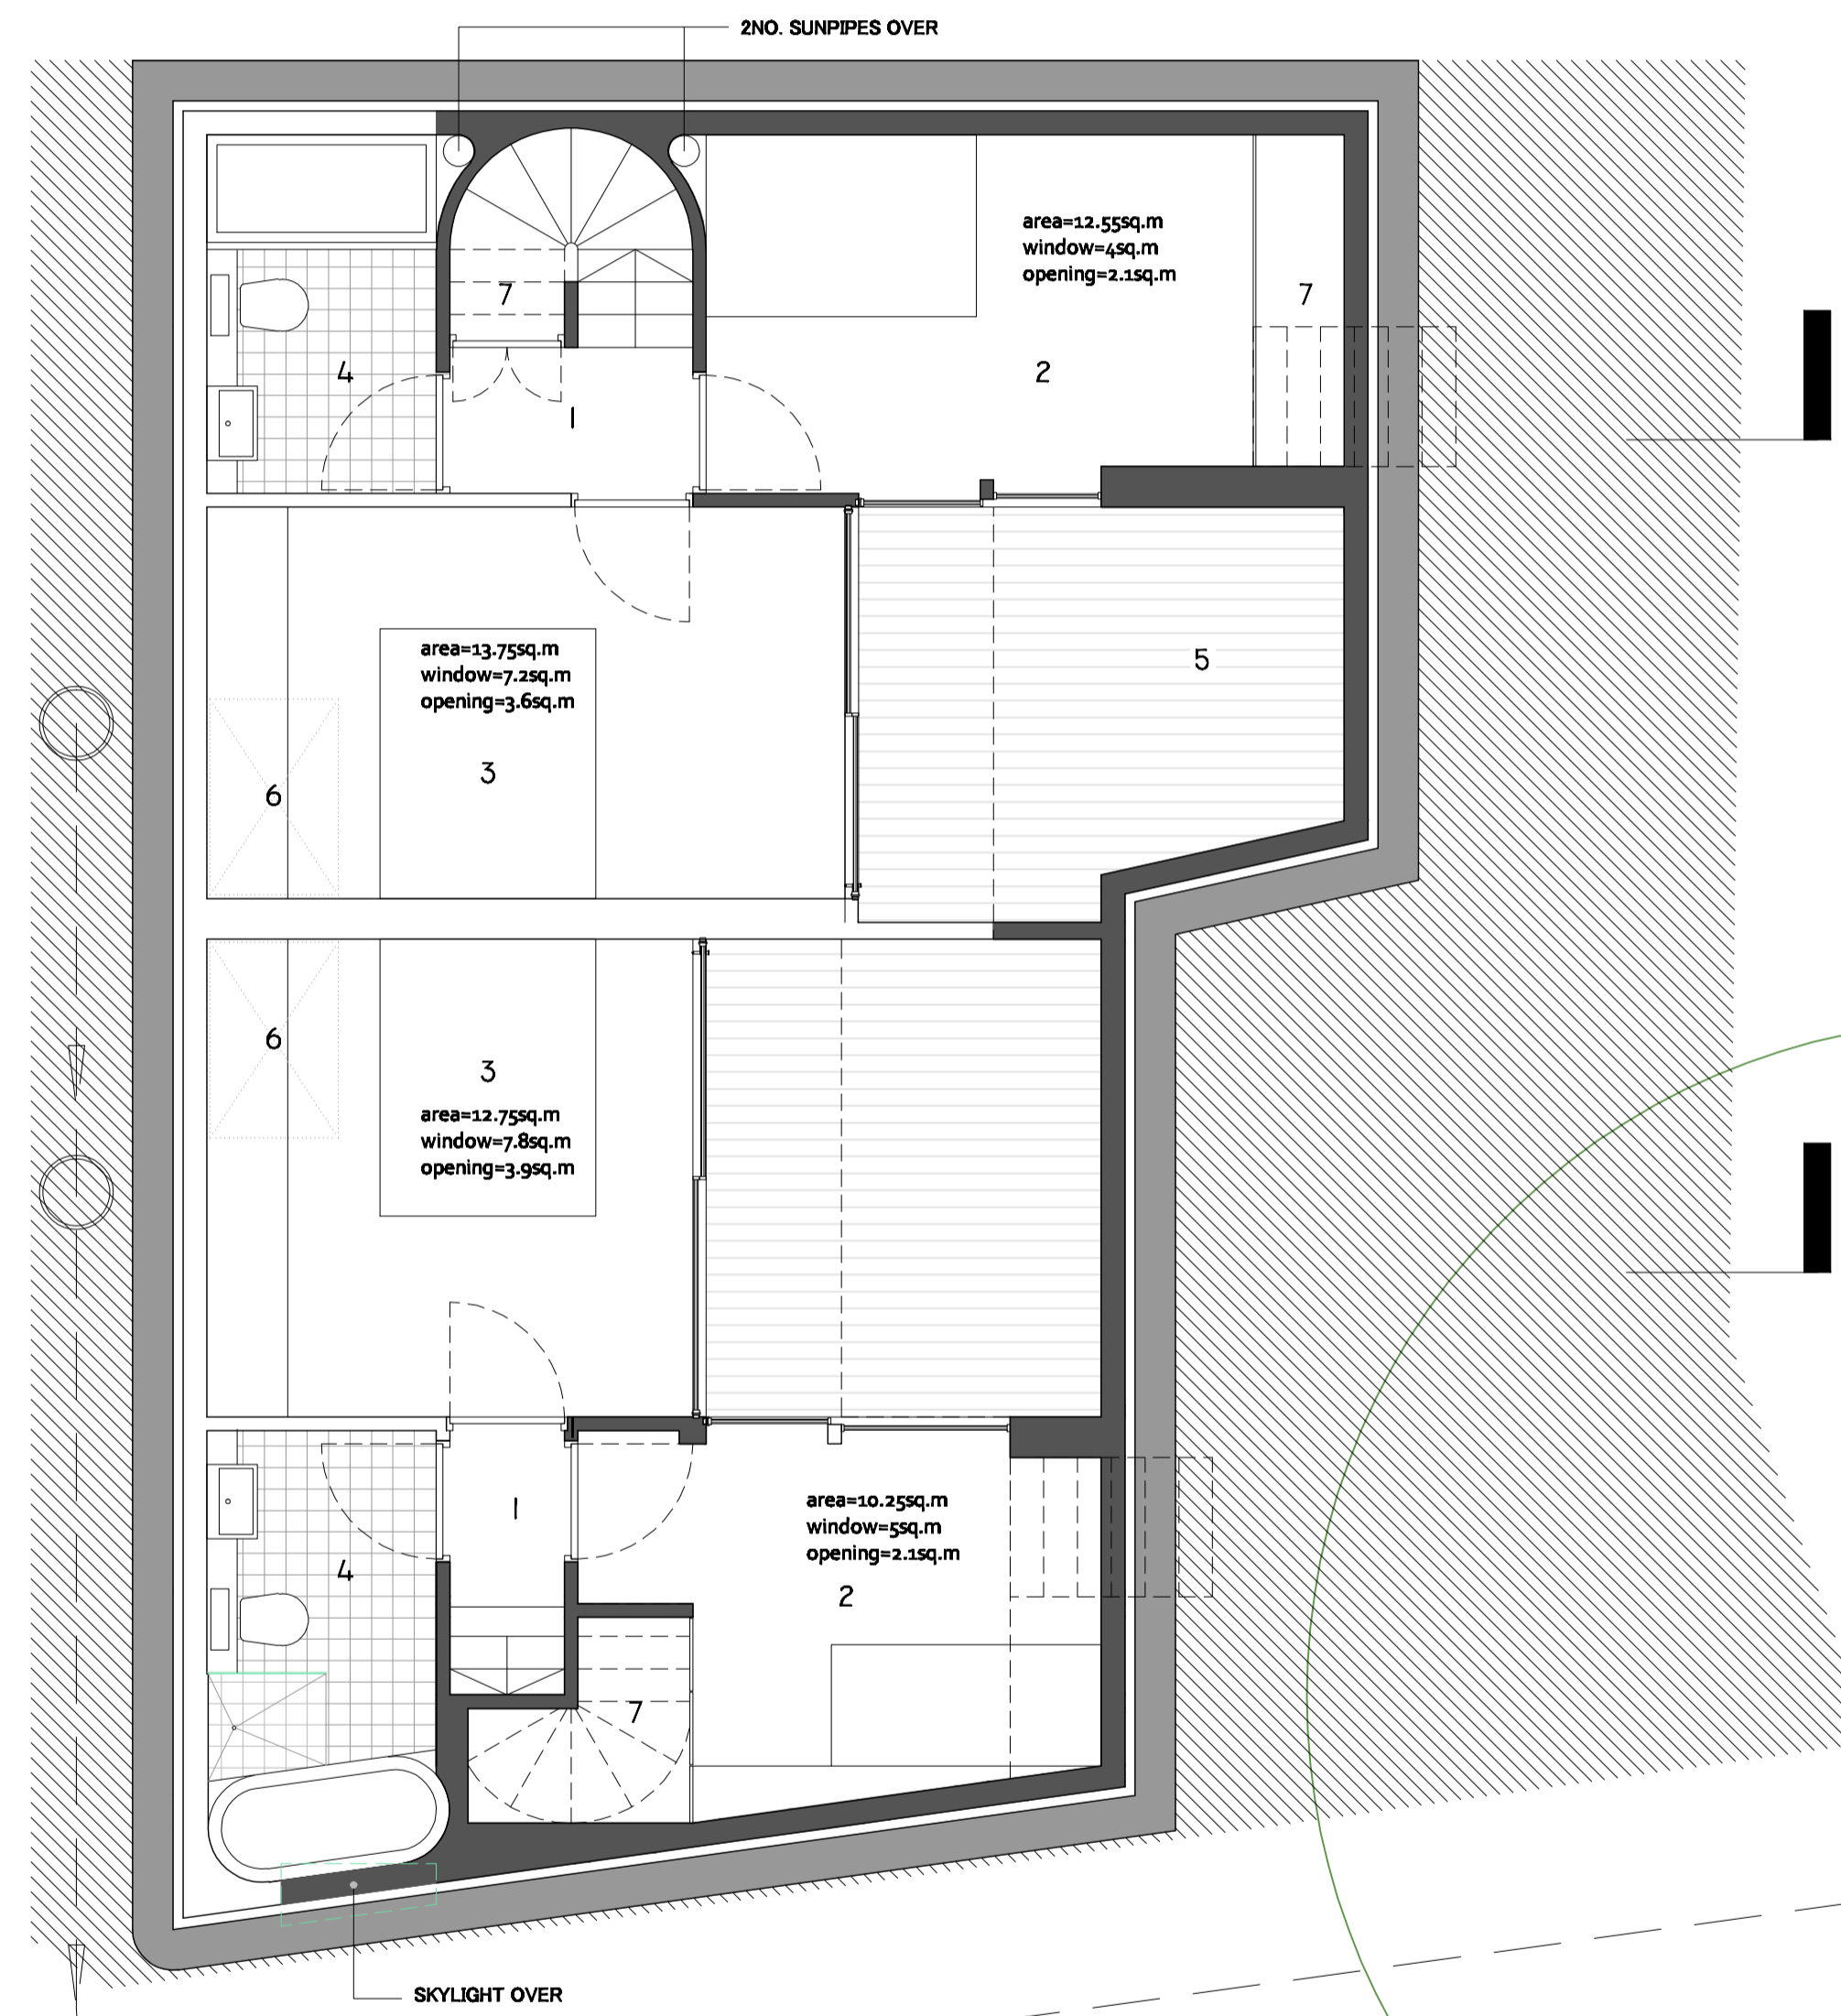 2NO. SUNPIPES OVER
area=12.55sq.m
window=4sq.m
opening=2.1sq.m
7
7
4
2
1
area=13.75sq.m
window=7.2sq.m
opening=3.6sq.m
5
3
6
6
3
area=12.75sq.m
window=7.8sq.m
opening=3.9sq.m
area=10.25sq.m
window=5sq.m
opening=2.1sq.m
1
4
2
7
SKYLIGHT OVER